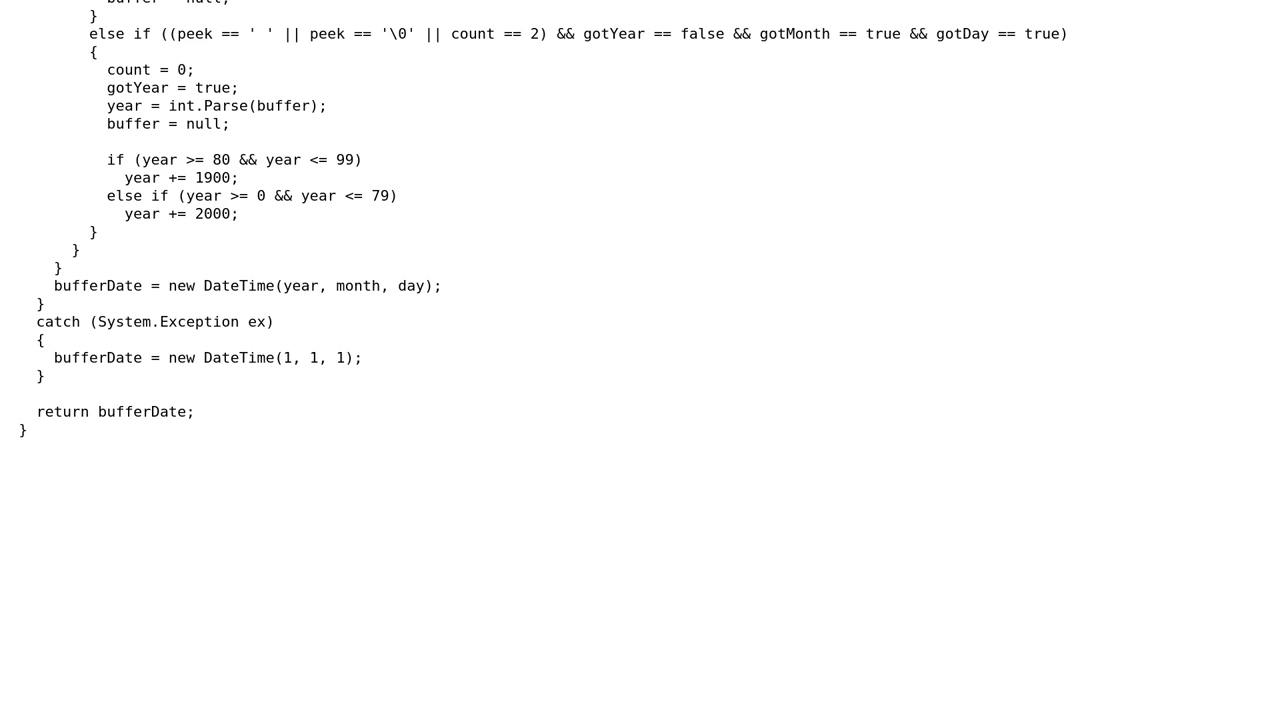 buffer = null;
}
else if ((peek == ' ' || peek == '\0' || count == 2) && gotYear == false && gotMonth == true && gotDay == true)
{
count = 0;
gotYear = true;
year = int.Parse(buffer);
buffer = null;
if (year >= 80 && year <= 99)
year += 1900;
else if (year >= 0 && year <= 79)
year += 2000;
}
}
}
bufferDate = new DateTime(year, month, day);
}
catch (System.Exception ex)
{
bufferDate = new DateTime(1, 1, 1);
}
return bufferDate;
}